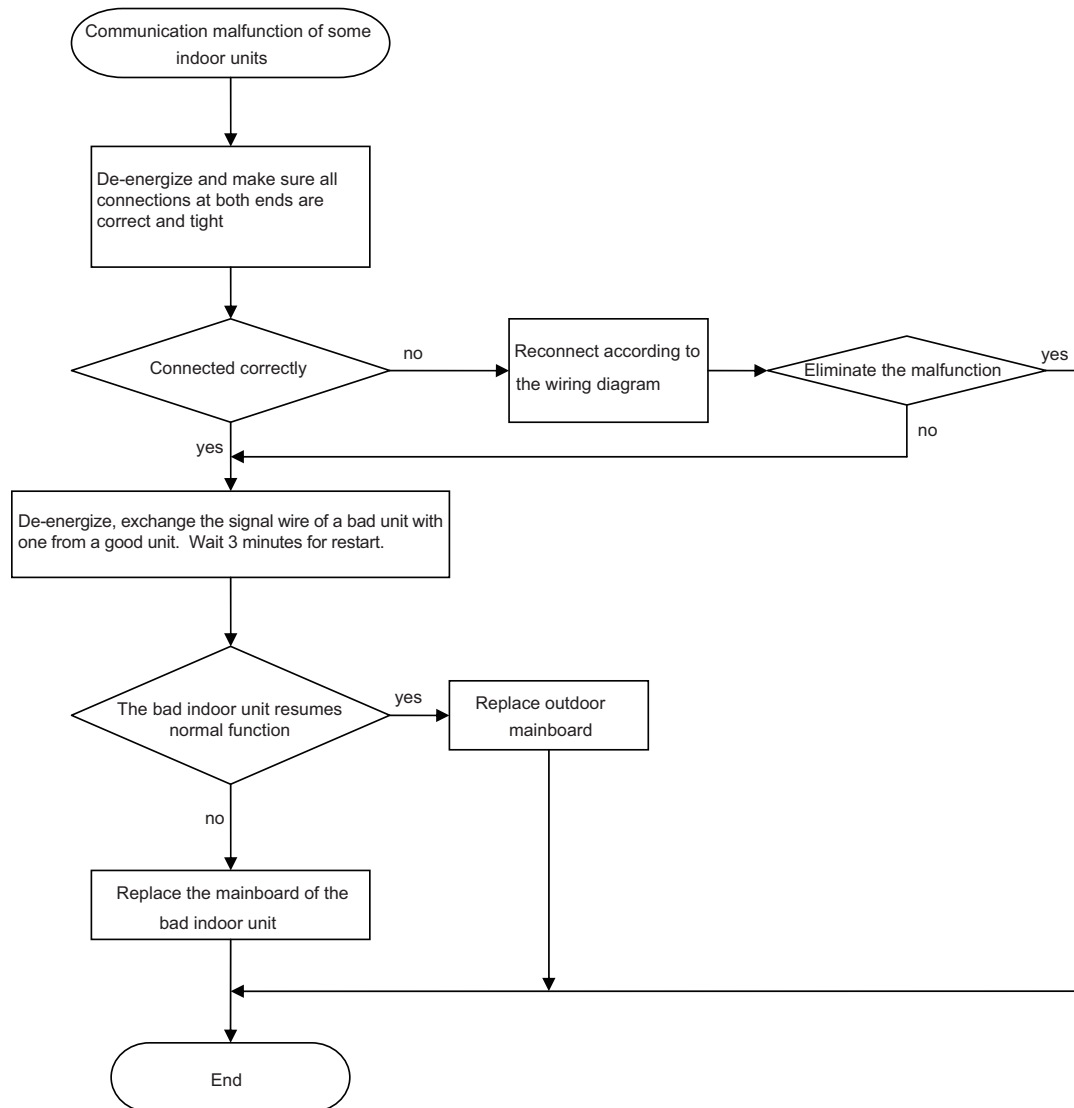 Communication malfunction of some
indoor units
De-energize and make sure all
connections at both ends are
correct and tight
Connected correctly
no
Reconnect according to
the wiring diagram
Eliminate the malfunction
yes
no
yes
De-energize, exchange the signal wire of a bad unit with
one from a good unit.  Wait 3 minutes for restart.
The bad indoor unit resumes
normal function
yes
Replace outdoor
mainboard
no
Replace the mainboard of the
bad indoor unit
End